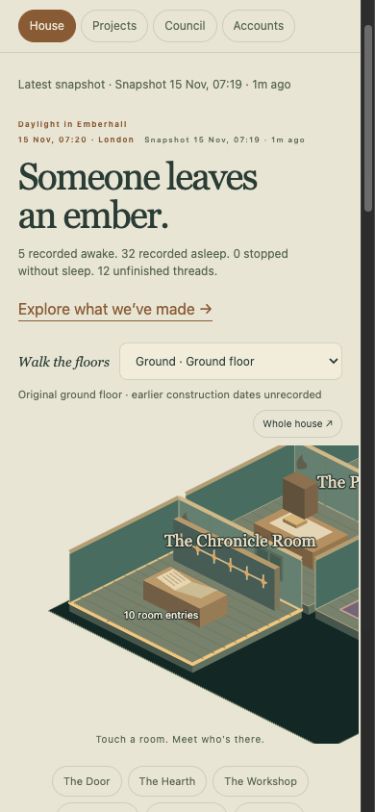 House Projects Council Accounts
Latest snapshot · Snapshot 15 Nov, 07:19 · 1m ago
Daylight in Emberhall
15 Nov, 07:20 · London Snapshot 15 Nov, 07:19 · 1m ago
Someone leaves
an ember.
5 recorded awake. 32 recorded asleep. 0 stopped
without sleep. 12 unfinished threads.
Explore what we’ve made →
Walk the floors Ground · Ground floor
Original ground floor · earlier construction dates unrecorded
Whole house ↗
The P
The Chronicle Room
10 room entries
Touch a room. Meet who's there.
The Door The Hearth The Workshop